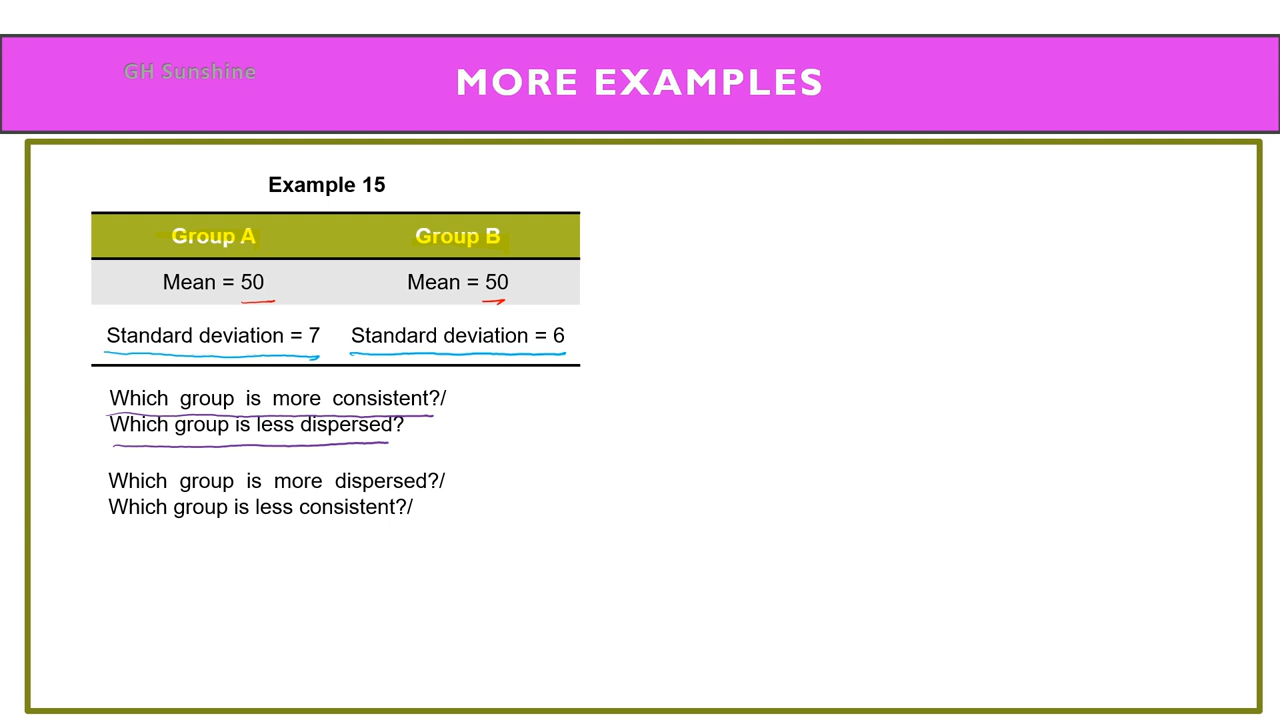 GH Sunshine
MORE EXAMPLES
Example 15
Group A Group B
Mean = 50 Mean = 50
Standard deviation = 7 Standard deviation = 6
Which group is more consistent?/
Which group is less dispersed?
Which group is more dispersed?/
Which group is less consistent?/